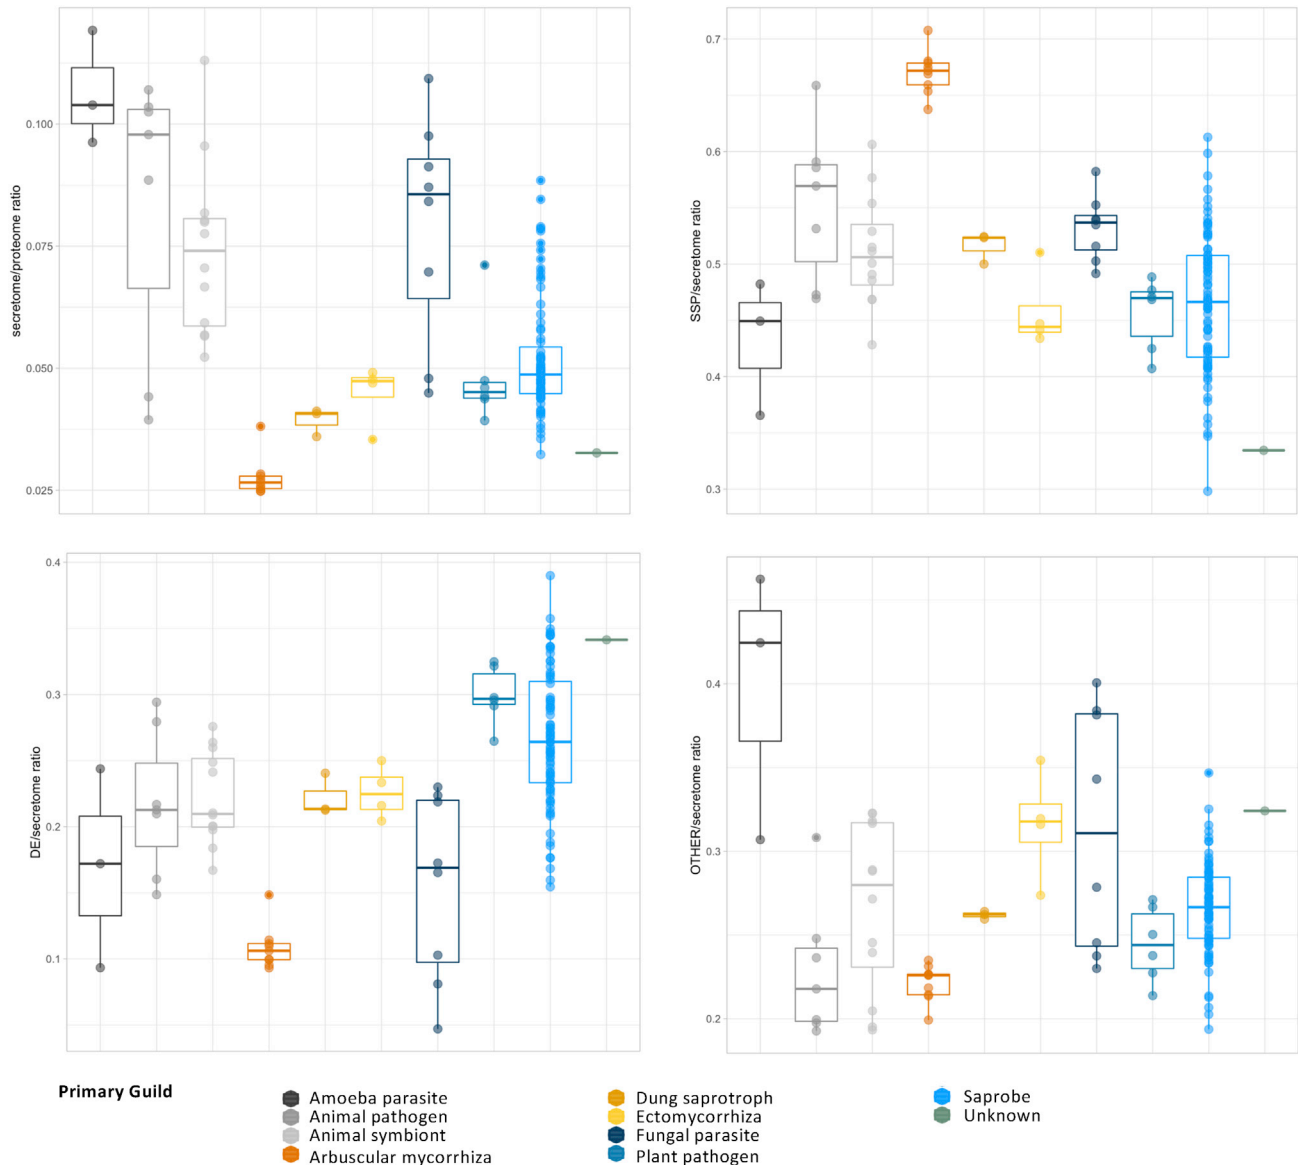 secretome/proteome ratio
0.100
0.075
0.050
0.025
SSP/secretome ratio
0.7
0.6
0.5
0.4
0.3
DE/secretome ratio
0.4
0.3
0.2
0.1
OTHER/secretome ratio
0.4
0.3
0.2
Primary Guild
Amoeba parasite
Animal pathogen
Animal symbiont
Arbuscular mycorrhiza
Dung saprotroph
Ectomycorrhiza
Fungal parasite
Plant pathogen
Saprobe
Unknown